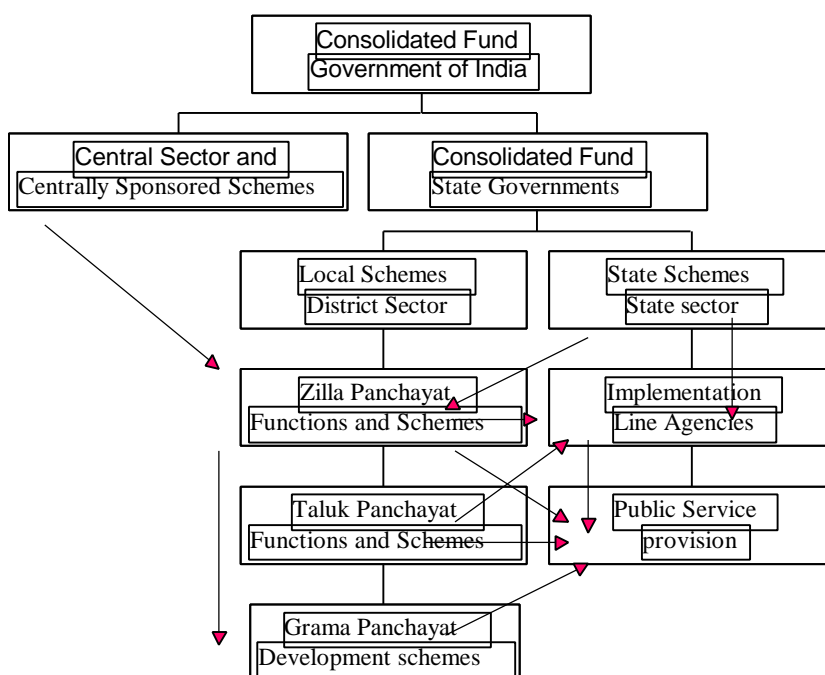 Consolidated Fund
Government of India
Central Sector and
Centrally Sponsored Schemes
Consolidated Fund
State Governments
Local Schemes
District Sector
State Schemes
State sector
Zilla Panchayat
Functions and Schemes
Implementation
Line Agencies
Taluk Panchayat
Functions and Schemes
Public Service
provision
Grama Panchayat
Development schemes